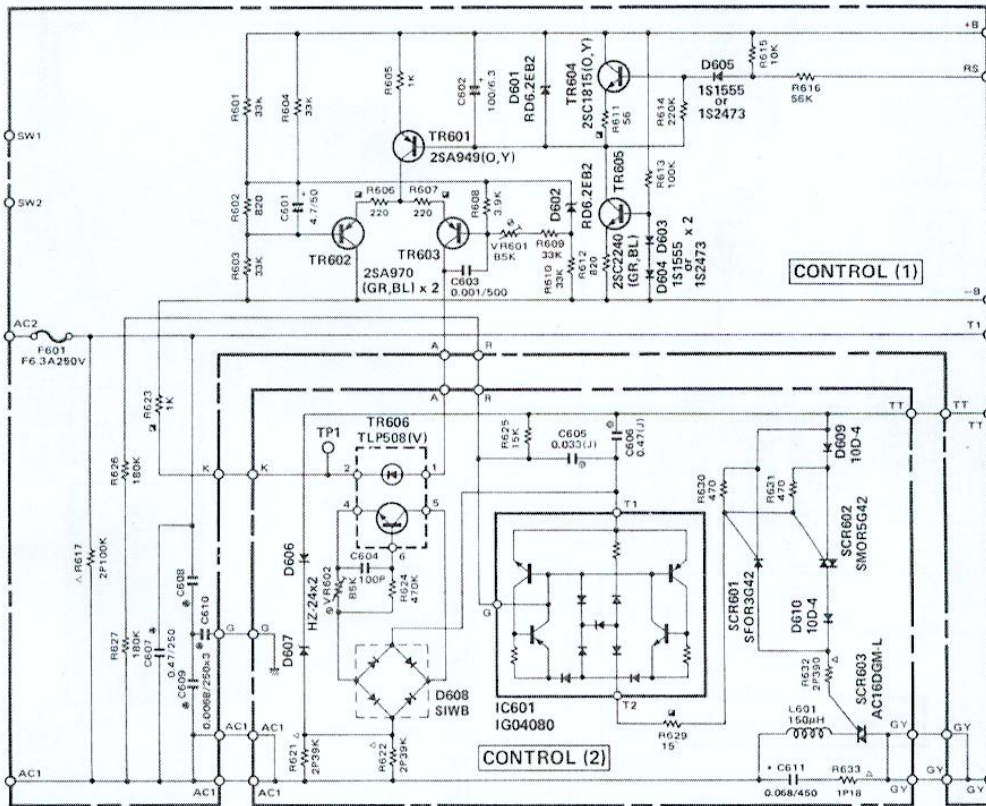 +B
R615
10K
R605
1K
C602
100/6.3
D601
RD6.2EB2
TR604
2SC1815(O,Y)
D605
1S1555
or
1S2473
RS
R616
56K
R601
33K
R604
33K
R611
56
R614
220K
SW1
TR601
2SA949(O,Y)
TR605
R613
100K
SW2
R602
820
C601
4.7/50
R606
220
R607
220
R608
3.9K
D602
RD6.2EB2
2SC2240
(GR,BL)
D604 D603
1S1555
or
1S2473
x 2
VR601
B5K
R609
33K
R603
33K
TR602
TR603
2SA970
(GR,BL) x 2
C603
0.001/500
R610
33K
R612
820
CONTROL (1)
-B
AC2
T1
F601
F6.3A250V
A
R
A
R
TT
TT
R623
1K
TR606
TLP508(V)
TP1
R625
15K
C605
0.033(J)
C606
0.47(J)
D609
10D-4
R626
180K
K
K
2
1
R630
470
R631
470
4
5
T1
SCR602
SMOR5G42
R617
2P100K
6
C604
100P
D606
HZ-24x2
VR602
B5K
R624
470K
SCR601
SFOR3G42
C608
D610
10D-4
C610
G
G
G
R627
180K
C607
0.47/250
D607
C609
0.0068/250x3
R632
2P390
SCR603
AC16DGM-L
D608
SIWB
IC601
IG04080
T2
L601
150μH
R629
15
AC1
AC1
GY
GY
R621
2P39K
R622
2P39K
CONTROL (2)
AC1
AC1
AC1
C611
0.068/450
R633
1P18
GY
GY